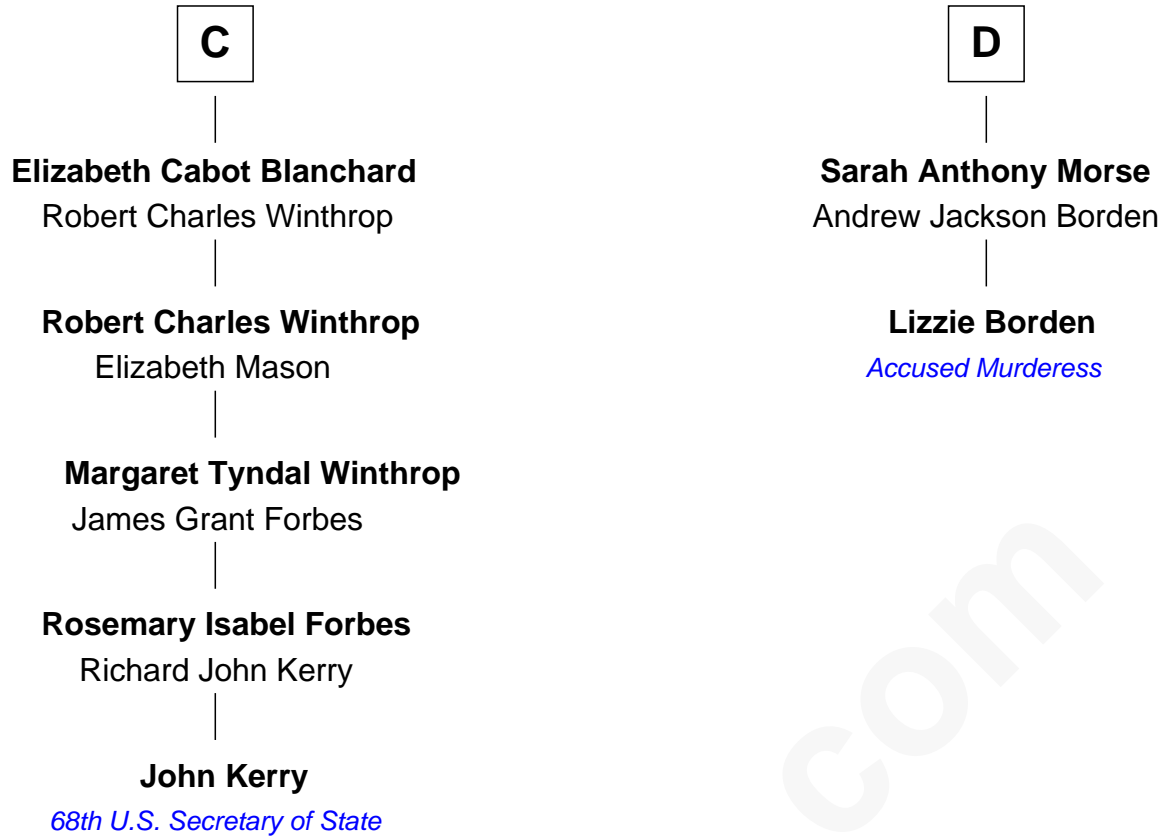 C
Elizabeth Cabot Blanchard
Robert Charles Winthrop
Robert Charles Winthrop
Elizabeth Mason
Margaret Tyndal Winthrop
James Grant Forbes
Rosemary Isabel Forbes
Richard John Kerry
John Kerry
68th U.S. Secretary of State
D
Sarah Anthony Morse
Andrew Jackson Borden
Lizzie Borden
Accused Murderess
com